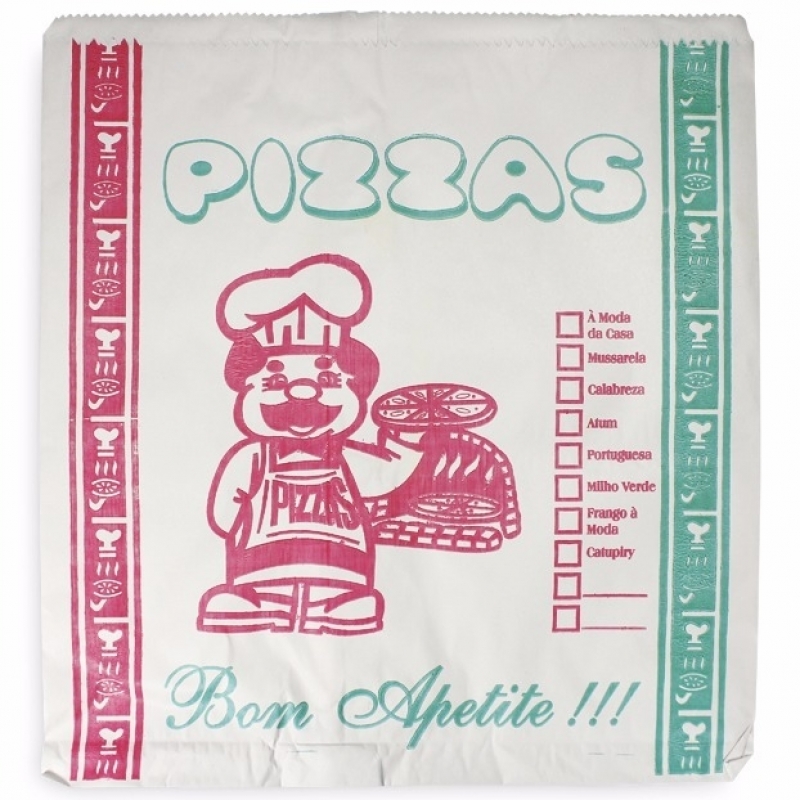 PIZZAS
À Moda
da Casa
Mussarela
Calabreza
Atum
Portuguesa
Milho Verde
Frango à
Moda
Catupiry
PIZZAS
Bom Apetite !!!